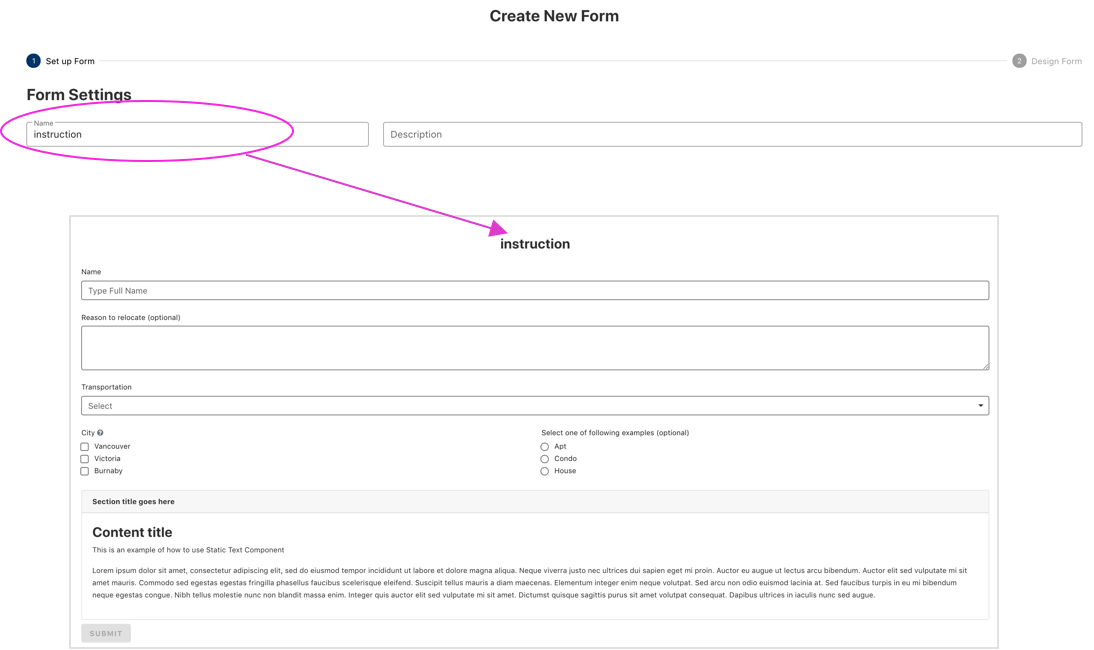 Create New Form
1 Set up Form
2 Design Form
Form Settings
Name
instruction
Description
instruction
Name
Type Full Name
Reason to relocate (optional)
Transportation
Select
City ?
Select one of following examples (optional)
Vancouver
Apt
Victoria
Condo
Burnaby
House
Section title goes here
Content title
This is an example of how to use Static Text Component
Lorem ipsum dolor sit amet, consectetur adipiscing elit, sed do eiusmod tempor incididunt ut labore et dolore magna aliqua. Neque viverra justo nec ultrices dui sapien eget mi proin. Auctor eu augue ut lectus arcu bibendum. Auctor elit sed vulputate mi sit
amet mauris. Commodo sed egestas egestas fringilla phasellus faucibus scelerisque eleifend. Suscipit tellus mauris a diam maecenas. Elementum integer enim neque volutpat. Sed arcu non odio euismod lacinia at. Sed faucibus turpis in eu mi bibendum
neque egestas congue. Nibh tellus molestie nunc non blandit massa enim. Integer quis auctor elit sed vulputate mi sit amet. Dictumst quisque sagittis purus sit amet volutpat consequat. Dapibus ultrices in iaculis nunc sed augue.
SUBMIT